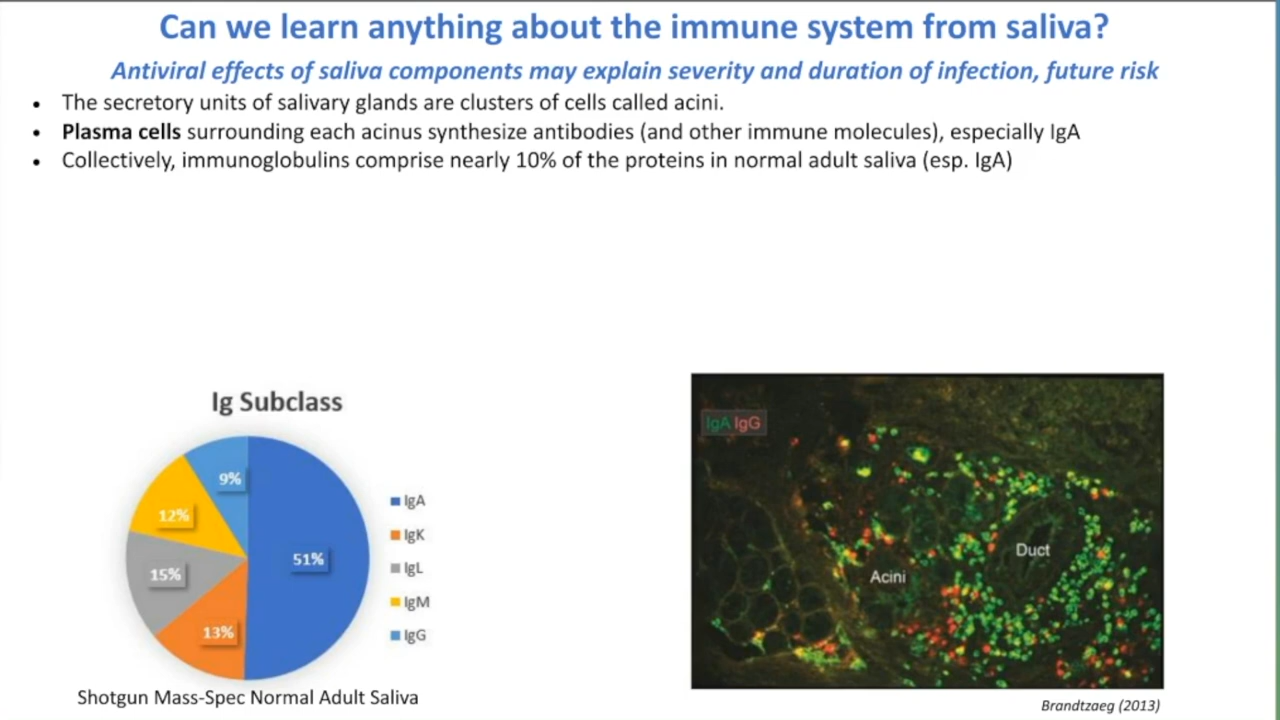 Can we learn anything about the immune system from saliva?
Antiviral effects of saliva components may explain severity and duration of infection, future risk
• The secretory units of salivary glands are clusters of cells called acini.
• Plasma cells surrounding each acinus synthesize antibodies (and other immune molecules), especially IgA
• Collectively, immunoglobulins comprise nearly 10% of the proteins in normal adult saliva (esp. IgA)
Ig Subclass
9%
12%
51%
15%
13%
IgA
IgK
IgL
IgM
IgG
Shotgun Mass-Spec Normal Adult Saliva
IgA IgG
Duct
Acini
Brandtzaeg (2013)